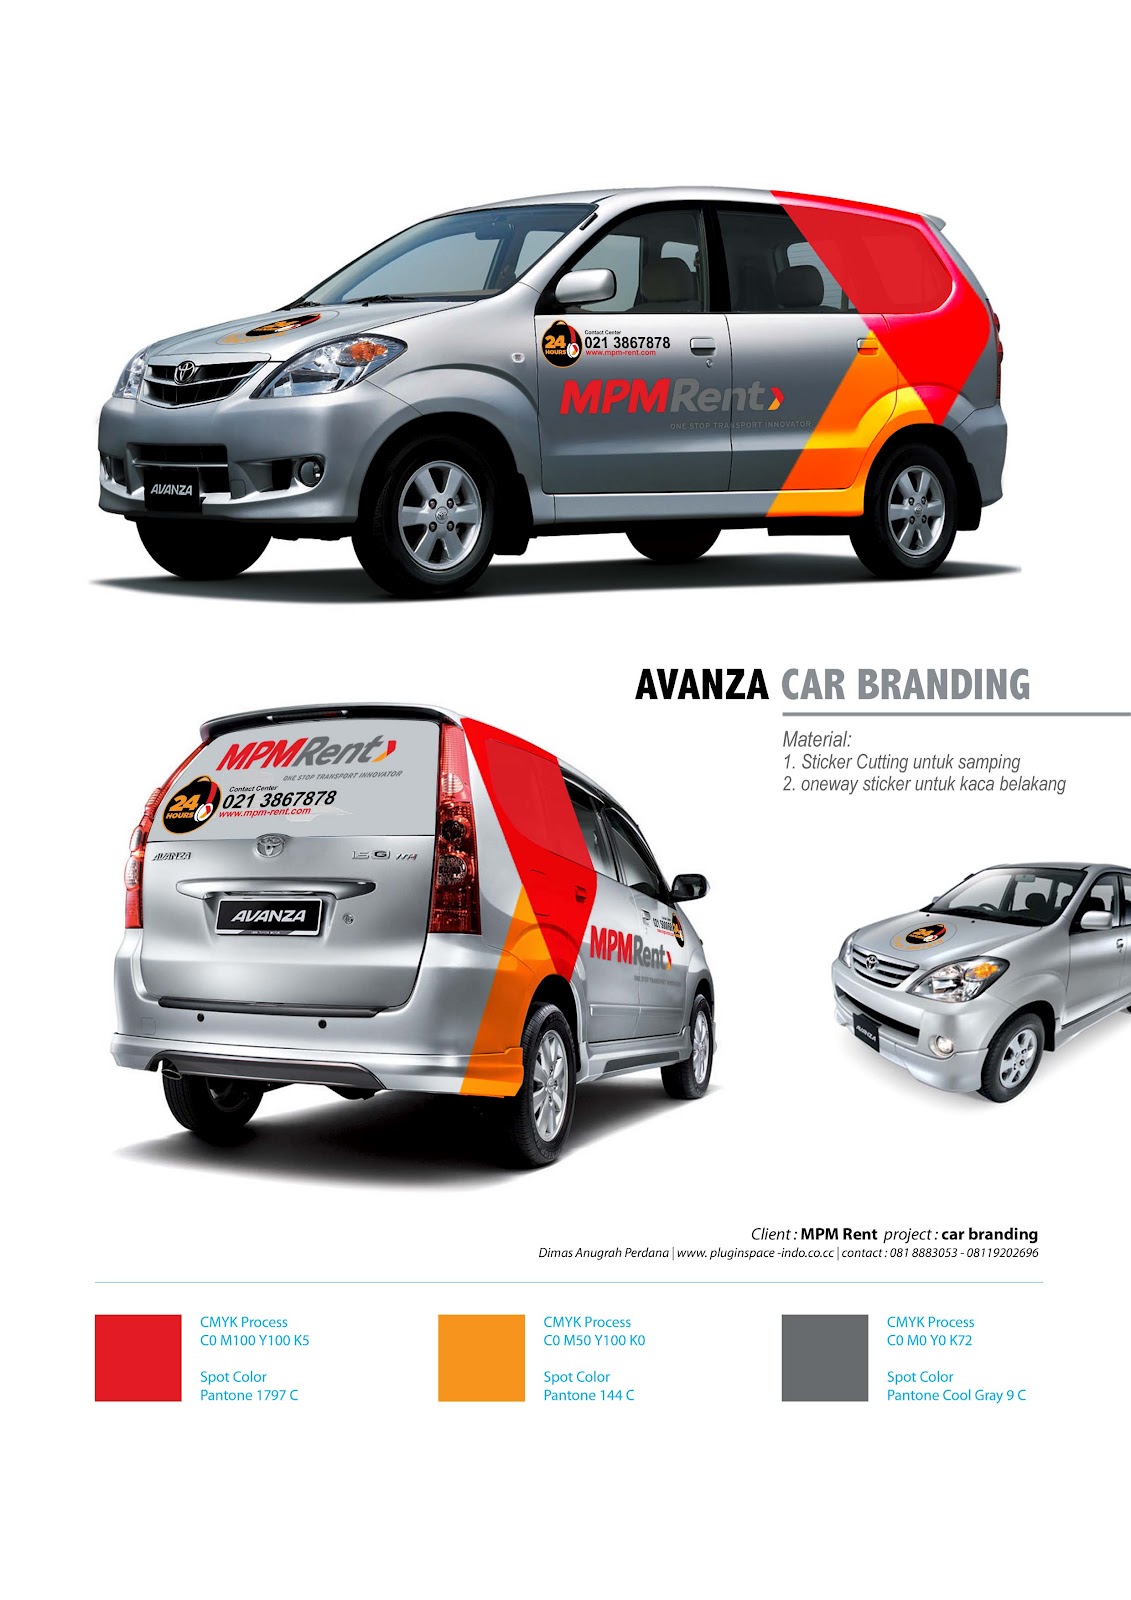 Contact Center
24
HOURS
021 3867878
www.mpm-rent.com
MPMRent
ONE STOP TRANSPORT INNOVATOR
AVANZA
AVANZA CAR BRANDING
Material:
1. Sticker Cutting untuk samping
2. oneway sticker untuk kaca belakang
MPMRent
ONE STOP TRANSPORT INNOVATOR
Contact Center
24
HOURS
021 3867878
www.mpm-rent.com
AVANZA
1.5 G
AVANZA
24
MPMRent
24
AVANZA
Client : MPM Rent project : car branding
Dimas Anugrah Perdana | www. pluginspace -indo.co.cc | contact : 081 8883053 - 08119202696
CMYK Process
C0 M100 Y100 K5
Spot Color
Pantone 1797 C
CMYK Process
C0 M50 Y100 K0
Spot Color
Pantone 144 C
CMYK Process
C0 M0 Y0 K72
Spot Color
Pantone Cool Gray 9 C